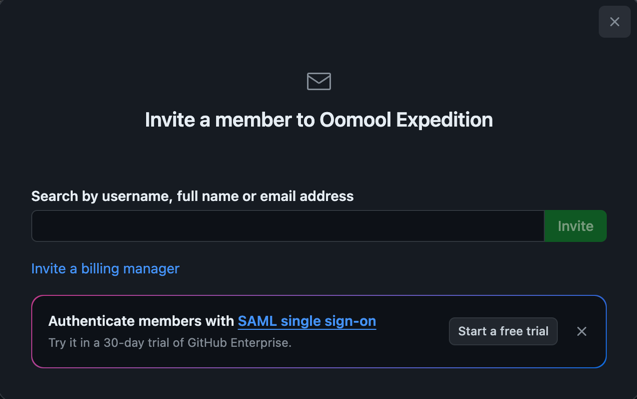 Invite a member to Oomool Expedition
Search by username, full name or email address
Invite
Invite a billing manager
Authenticate members with SAML single sign-on
Try it in a 30-day trial of GitHub Enterprise.
Start a free trial